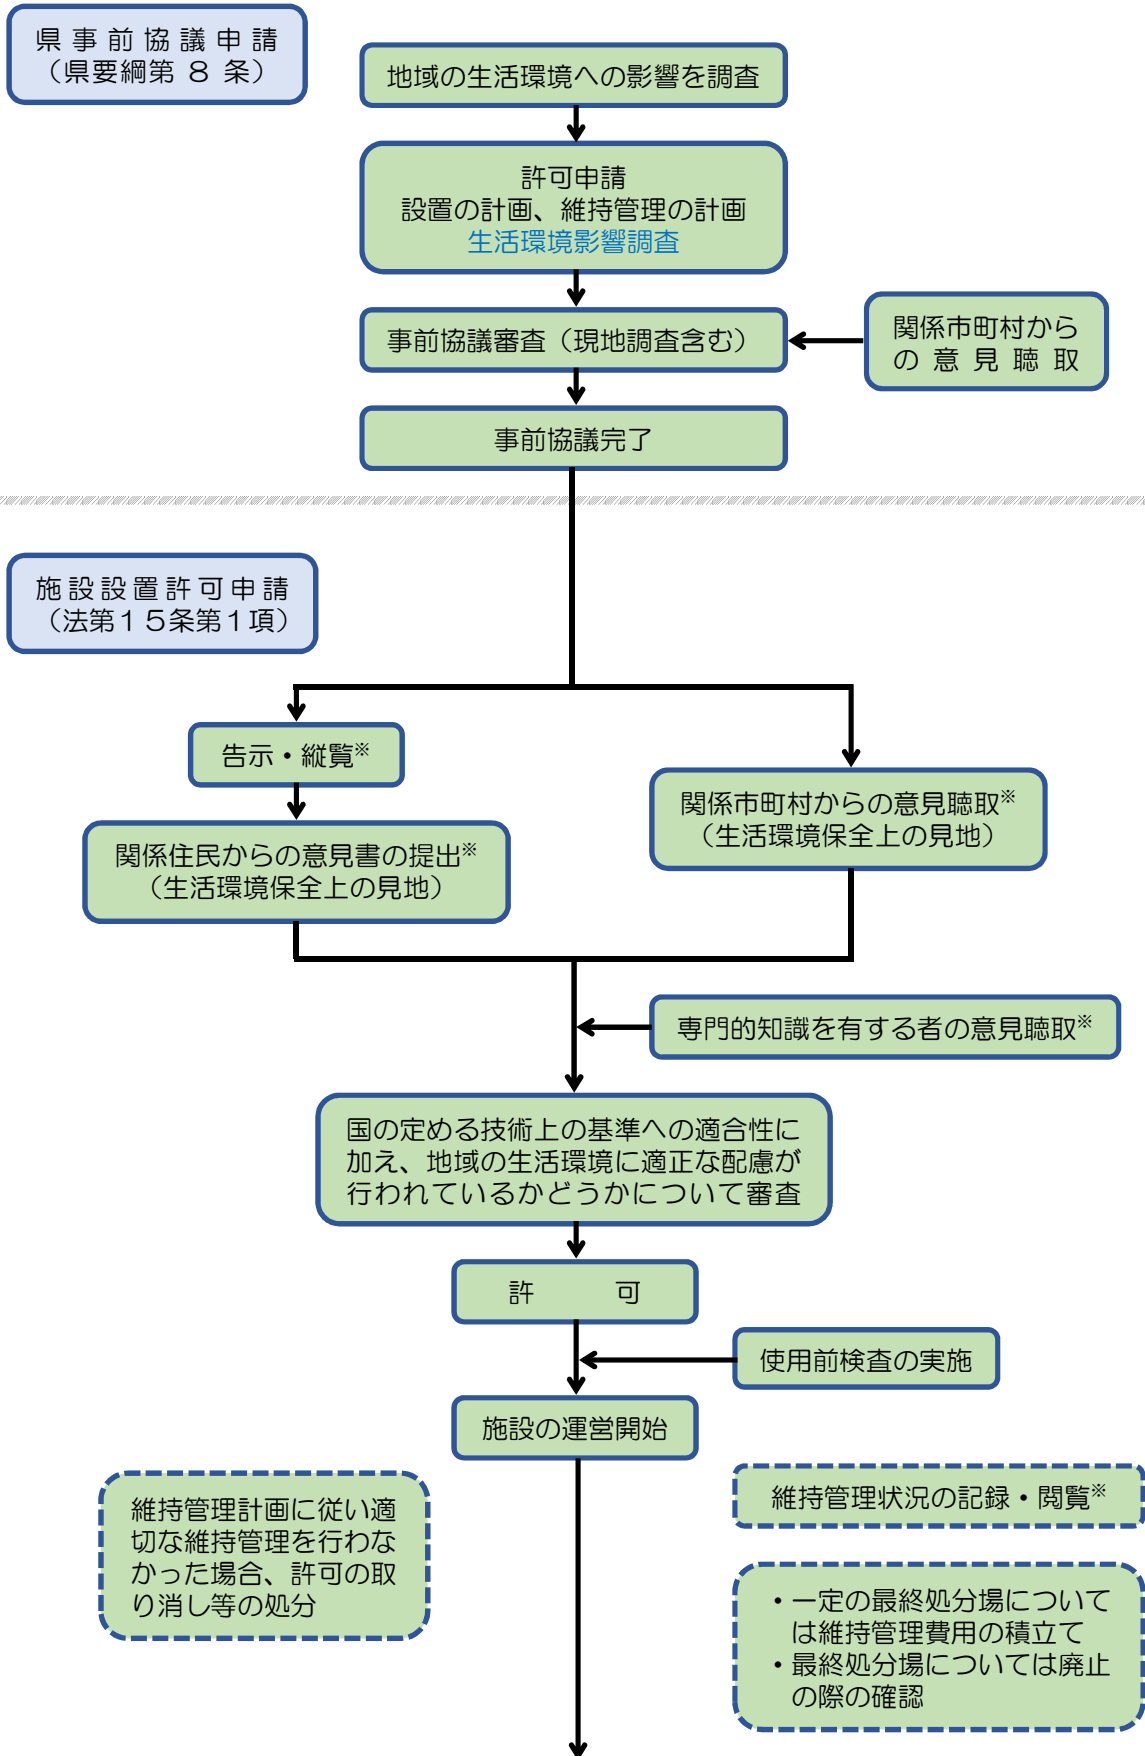 県事前協議申請
（県要綱第 8 条）
地域の生活環境への影響を調査
許可申請
設置の計画、維持管理の計画
生活環境影響調査
事前協議審査（現地調査含む）
関係市町村から
の意見聴取
事前協議完了
施設設置許可申請
（法第１５条第１項）
告示・縦覧※
関係住民からの意見書の提出※
（生活環境保全上の見地）
関係市町村からの意見聴取※
（生活環境保全上の見地）
専門的知識を有する者の意見聴取※
国の定める技術上の基準への適合性に
加え、地域の生活環境に適正な配慮が
行われているかどうかについて審査
許　　可
使用前検査の実施
施設の運営開始
維持管理計画に従い適
切な維持管理を行わな
かった場合、許可の取
り消し等の処分
維持管理状況の記録・閲覧※
・一定の最終処分場について
は維持管理費用の積立て
・最終処分場については廃止
の際の確認